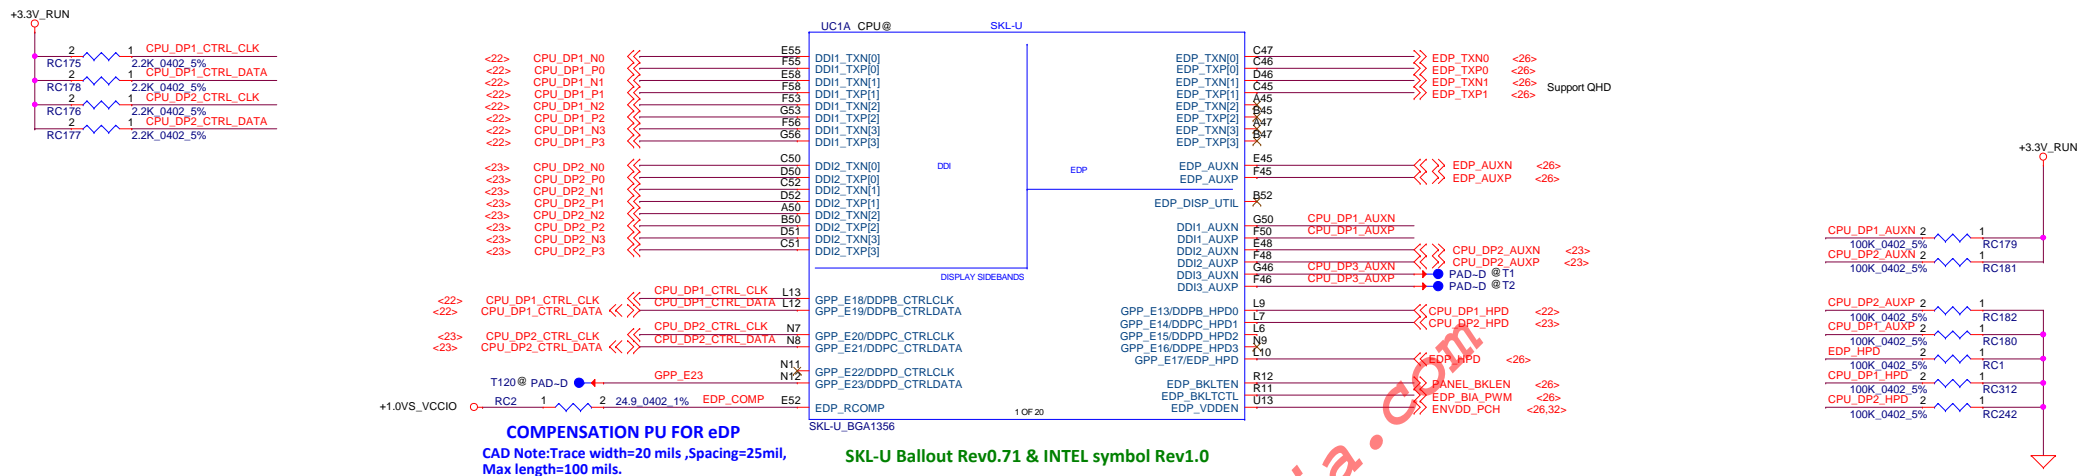 +3.3V_RUN
2 1 CPU_DP1_CTRL_CLK
RC175 2.2K_0402_5%
2 1 CPU_DP1_CTRL_DATA
RC178 2.2K_0402_5%
2 1 CPU_DP2_CTRL_CLK
RC176 2.2K_0402_5%
2 1 CPU_DP2_CTRL_DATA
RC177 2.2K_0402_5%
UC1A CPU@ SKL-U
<22> CPU_DP1_N0 E55 DDI1_TXN[0]
<22> CPU_DP1_P0 F55 DDI1_TXP[0]
<22> CPU_DP1_N1 E58 DDI1_TXN[1]
<22> CPU_DP1_P1 F58 DDI1_TXP[1]
<22> CPU_DP1_N2 F53 DDI1_TXN[2]
<22> CPU_DP1_P2 G53 DDI1_TXP[2]
<22> CPU_DP1_N3 F56 DDI1_TXN[3]
<22> CPU_DP1_P3 G56 DDI1_TXP[3]
<23> CPU_DP2_N0 C50 DDI2_TXN[0]
<23> CPU_DP2_P0 D50 DDI2_TXP[0]
<23> CPU_DP2_N1 C52 DDI2_TXN[1]
<23> CPU_DP2_P1 D52 DDI2_TXP[1]
<23> CPU_DP2_N2 A50 DDI2_TXN[2]
<23> CPU_DP2_P2 B50 DDI2_TXP[2]
<23> CPU_DP2_N3 D51 DDI2_TXN[3]
<23> CPU_DP2_P3 C51 DDI2_TXP[3]
DDI
EDP
DISPLAY SIDEBANDS
<22> CPU_DP1_CTRL_CLK CPU_DP1_CTRL_CLK L13 GPP_E18/DDPB_CTRLCLK
<22> CPU_DP1_CTRL_DATA CPU_DP1_CTRL_DATA L12 GPP_E19/DDPB_CTRLDATA
<23> CPU_DP2_CTRL_CLK CPU_DP2_CTRL_CLK N7 GPP_E20/DDPC_CTRLCLK
<23> CPU_DP2_CTRL_DATA CPU_DP2_CTRL_DATA N8 GPP_E21/DDPC_CTRLDATA
N11 GPP_E22/DDPD_CTRLCLK
T120@ PAD~D GPP_E23 N12 GPP_E23/DDPD_CTRLDATA
+1.0VS_VCCIO RC2 1 2 24.9_0402_1% EDP_COMP E52 EDP_RCOMP
1 OF 20
SKL-U_BGA1356
EDP_TXN[0] C47 EDP_TXN0 <26>
EDP_TXP[0] C46 EDP_TXP0 <26>
EDP_TXN[1] D46 EDP_TXN1 <26>
EDP_TXP[1] C45 EDP_TXP1 <26>
Support QHD
EDP_TXN[2] A45
EDP_TXP[2] B45
EDP_TXN[3] A47
EDP_TXP[3] B47
EDP_AUXN E45 EDP_AUXN <26>
EDP_AUXP F45 EDP_AUXP <26>
EDP_DISP_UTIL B52
DDI1_AUXN G50 CPU_DP1_AUXN
DDI1_AUXP F50 CPU_DP1_AUXP
DDI2_AUXN E48 CPU_DP2_AUXN <23>
DDI2_AUXP F48 CPU_DP2_AUXP <23>
DDI3_AUXN G46 CPU_DP3_AUXN PAD~D @T1
DDI3_AUXP F46 CPU_DP3_AUXP PAD~D @T2
GPP_E13/DDPB_HPD0 L9 CPU_DP1_HPD <22>
GPP_E14/DDPC_HPD1 L7 CPU_DP2_HPD <23>
GPP_E15/DDPD_HPD2 L6
GPP_E16/DDPE_HPD3 N9
GPP_E17/EDP_HPD L10 EDP_HPD <26>
EDP_BKLTEN R12 PANEL_BKLEN <26>
EDP_BKLTCTL R11 EDP_BIA_PWM <26>
EDP_VDDEN U13 ENVDD_PCH <26,32>
COMPENSATION PU FOR eDP
CAD Note:Trace width=20 mils ,Spacing=25mil,
Max length=100 mils.
SKL-U Ballout Rev0.71 & INTEL symbol Rev1.0
+3.3V_RUN
CPU_DP1_AUXN 2 1
100K_0402_5% RC179
CPU_DP2_AUXN 2 1
100K_0402_5% RC181
CPU_DP2_AUXP 2 1
100K_0402_5% RC182
CPU_DP1_AUXP 2 1
100K_0402_5% RC180
EDP_HPD 2 1
100K_0402_5% RC1
CPU_DP1_HPD 2 1
100K_0402_5% RC312
CPU_DP2_HPD 2 1
100K_0402_5% RC242
a.com